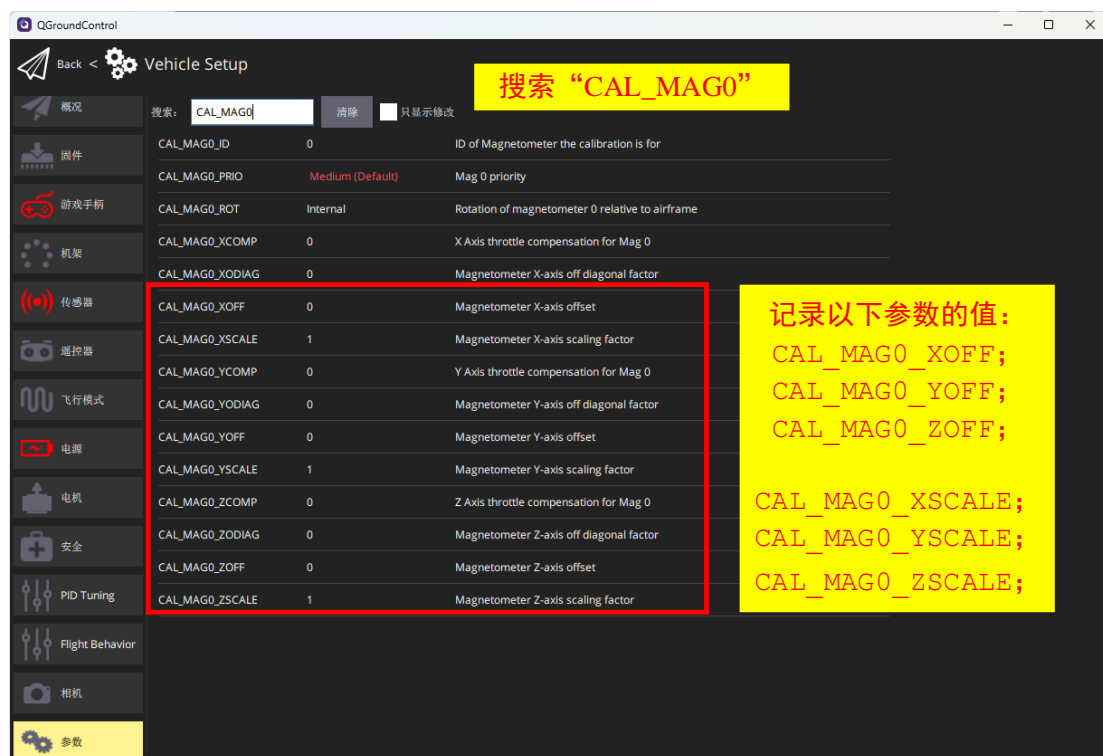 QGroundControl
Back < Vehicle Setup
搜索“CAL_MAG0”
概况
固件
游戏手柄
机架
传感器
遥控器
飞行模式
电源
电机
安全
PID Tuning
Flight Behavior
相机
参数
搜索： CAL_MAG0 清除 只显示修改
CAL_MAG0_ID 0 ID of Magnetometer the calibration is for
CAL_MAG0_PRIO Medium (Default) Mag 0 priority
CAL_MAG0_ROT Internal Rotation of magnetometer 0 relative to airframe
CAL_MAG0_XCOMP 0 X Axis throttle compensation for Mag 0
CAL_MAG0_XODIAG 0 Magnetometer X-axis off diagonal factor
CAL_MAG0_XOFF 0 Magnetometer X-axis offset
CAL_MAG0_XSCALE 1 Magnetometer X-axis scaling factor
CAL_MAG0_YCOMP 0 Y Axis throttle compensation for Mag 0
CAL_MAG0_YODIAG 0 Magnetometer Y-axis off diagonal factor
CAL_MAG0_YOFF 0 Magnetometer Y-axis offset
CAL_MAG0_YSCALE 1 Magnetometer Y-axis scaling factor
CAL_MAG0_ZCOMP 0 Z Axis throttle compensation for Mag 0
CAL_MAG0_ZODIAG 0 Magnetometer Z-axis off diagonal factor
CAL_MAG0_ZOFF 0 Magnetometer Z-axis offset
CAL_MAG0_ZSCALE 1 Magnetometer Z-axis scaling factor
记录以下参数的值：
CAL_MAG0_XOFF；
CAL_MAG0_YOFF；
CAL_MAG0_ZOFF；
CAL_MAG0_XSCALE；
CAL_MAG0_YSCALE；
CAL_MAG0_ZSCALE；